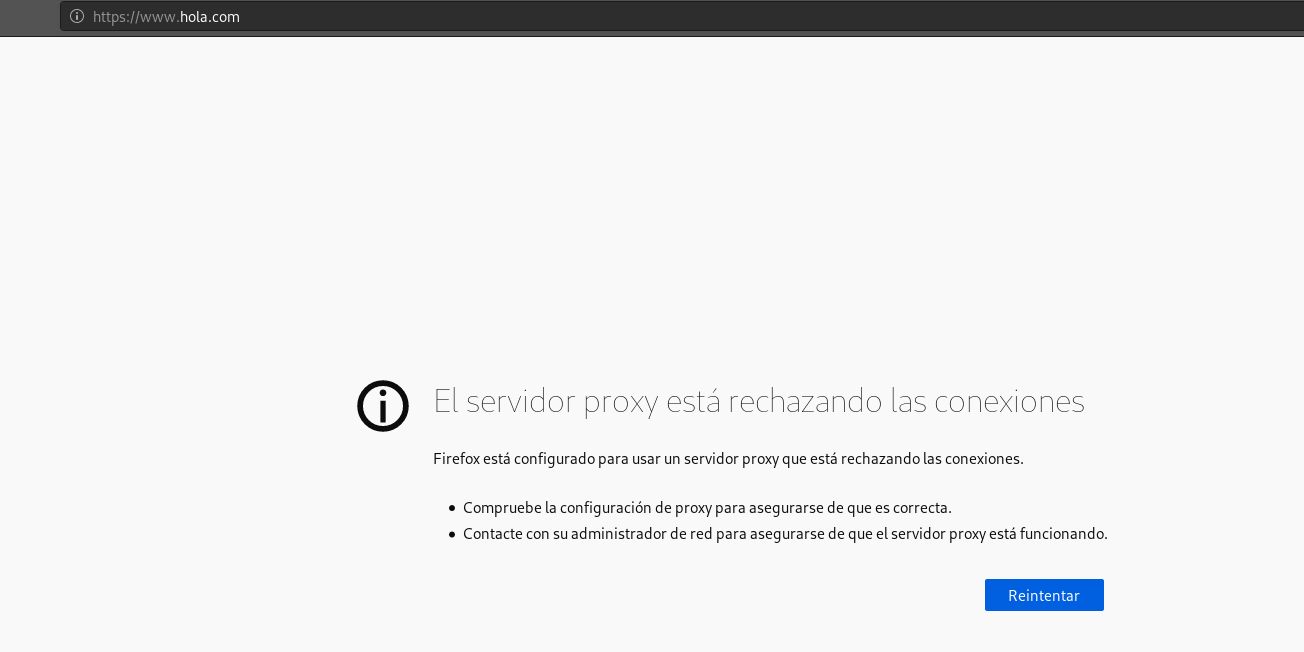 https://www.hola.com
El servidor proxy está rechazando las conexiones
Firefox está configurado para usar un servidor proxy que está rechazando las conexiones.
Compruebe la configuración de proxy para asegurarse de que es correcta.
Contacte con su administrador de red para asegurarse de que el servidor proxy está funcionando.
Reintentar